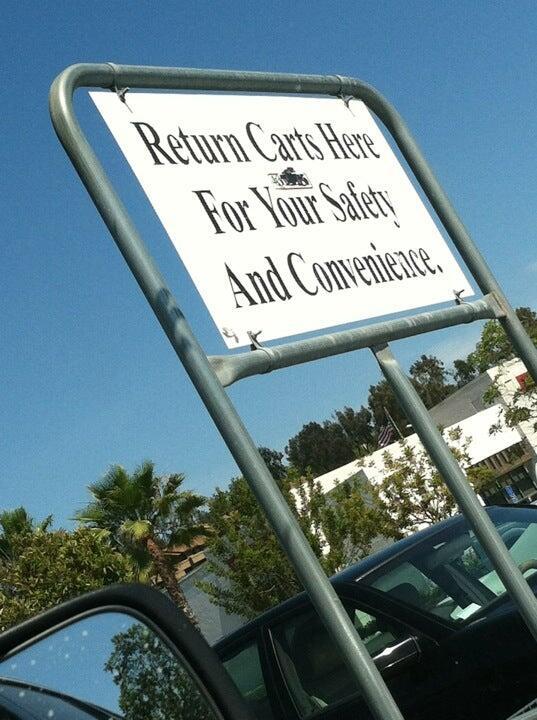 Return Carts Here
For Your Safety
And Convenience.